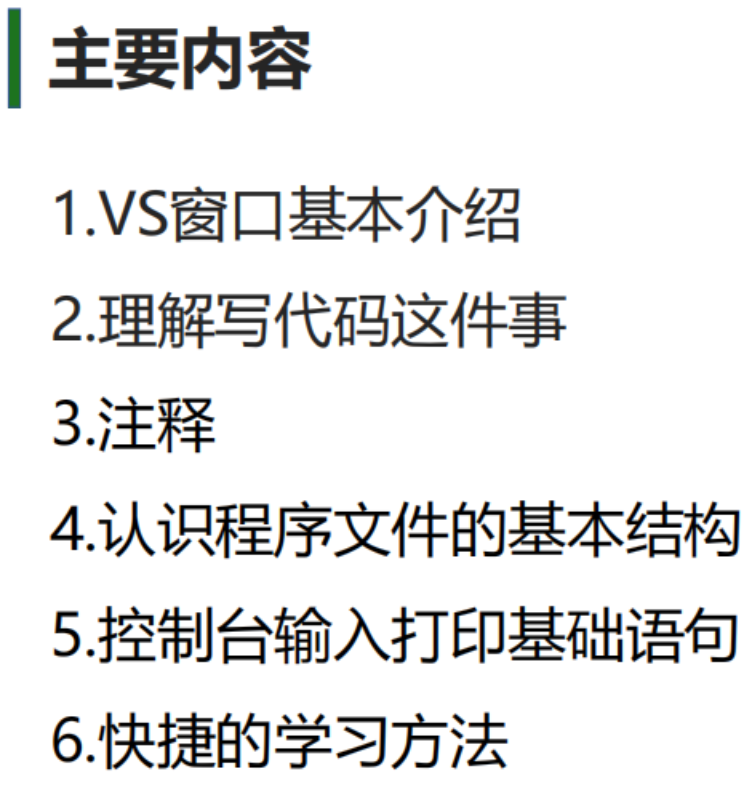 主要内容
1.VS窗口基本介绍
2.理解写代码这件事
3.注释
4.认识程序文件的基本结构
5.控制台输入打印基础语句
6.快捷的学习方法